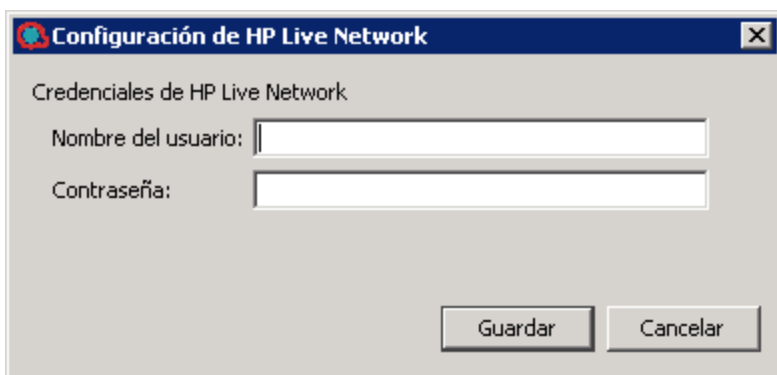 Configuración de HP Live Network
Credenciales de HP Live Network
Nombre del usuario:
Contraseña:
Guardar Cancelar